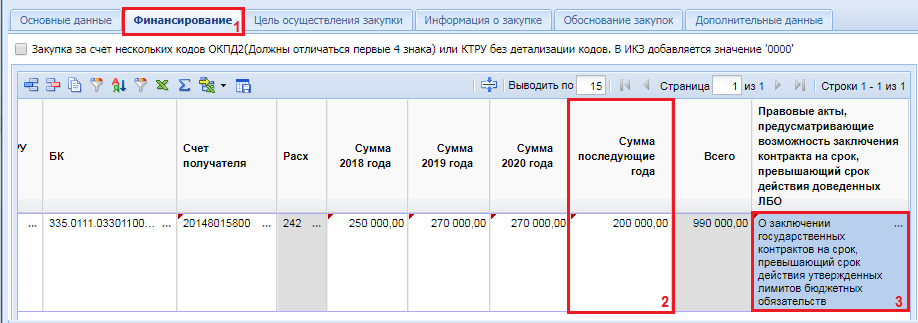 Основные данные Финансирование 1 Цель осуществления закупки Информация о закупке Обоснование закупок Дополнительные данные
Закупка за счет нескольких кодов ОКПД2(Должны отличаться первые 4 знака) или КТРУ без детализации кодов. В ИКЗ добавляется значение '0000'
Выводить по 15 Страница 1 из 1 Строки 1 - 1 из 1
РУ
БК
Счет
получателя
Расх
Сумма
2018 года
Сумма
2019 года
Сумма
2020 года
Сумма
последующие
года
Всего
Правовые акты,
предусматривающие
возможность заключения
контракта на срок,
превышающий срок
действия доведенных
ЛБО
... 335.0111.03301100... ... 20148015800 ... 242 ... 250 000,00 270 000,00 270 000,00 200 000,00 990 000,00
О заключении ...
государственных
контрактов на срок,
превышающий срок
действия утвержденных
лимитов бюджетных
обязательств
2
3